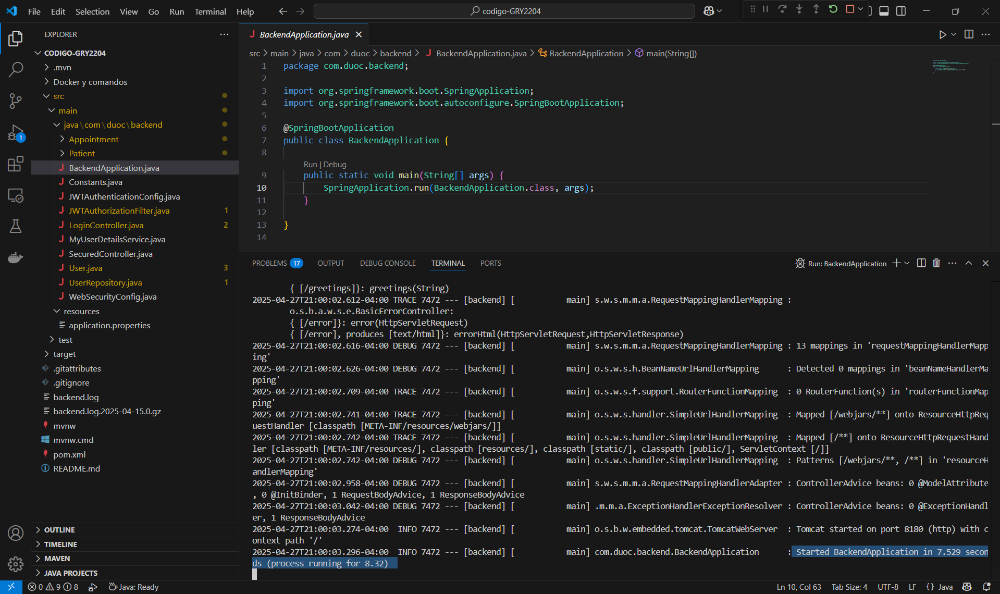 File Edit Selection View Go Run Terminal Help
codigo-GRY2204
EXPLORER
CODIGO-GRY2204
.mvn
Docker y comandos
src
main
java\com\duoc\backend
Appointment
Patient
BackendApplication.java
Constants.java
JWTAuthenticationConfig.java
JWTAuthorizationFilter.java 1
LoginController.java 2
MyUserDetailsService.java
SecuredController.java
User.java 3
UserRepository.java 1
WebSecurityConfig.java
resources
application.properties
test
target
.gitattributes
.gitignore
backend.log
backend.log.2025-04-15.0.gz
mvnw
mvnw.cmd
pom.xml
README.md
OUTLINE
TIMELINE
MAVEN
JAVA PROJECTS
1
BackendApplication.java
src > main > java > com > duoc > backend > BackendApplication.java > BackendApplication > main(String[])
1 package com.duoc.backend;
2
3 import org.springframework.boot.SpringApplication;
4 import org.springframework.boot.autoconfigure.SpringBootApplication;
5
6 @SpringBootApplication
7 public class BackendApplication {
8
Run | Debug
9 public static void main(String[] args) {
10 SpringApplication.run(BackendApplication.class, args);
11 }
12
13 }
14
PROBLEMS 17 OUTPUT DEBUG CONSOLE TERMINAL PORTS
Run: BackendApplication
{ [/greetings]}: greetings(String)
2025-04-27T21:00:02.612-04:00 TRACE 7472 --- [backend] [           main] s.w.s.m.m.a.RequestMappingHandlerMapping :
o.s.b.a.w.s.e.BasicErrorController:
{ [/error]}: error(HttpServletRequest)
{ [/error], produces [text/html]}: errorHtml(HttpServletRequest,HttpServletResponse)
2025-04-27T21:00:02.616-04:00 DEBUG 7472 --- [backend] [           main] s.w.s.m.m.a.RequestMappingHandlerMapping : 13 mappings in 'requestMappingHandlerMapp
ing'
2025-04-27T21:00:02.626-04:00 DEBUG 7472 --- [backend] [           main] o.s.w.s.h.BeanNameUrlHandlerMapping      : Detected 0 mappings in 'beanNameHandlerMa
pping'
2025-04-27T21:00:02.709-04:00 TRACE 7472 --- [backend] [           main] o.s.w.s.f.support.RouterFunctionMapping  : 0 RouterFunction(s) in 'routerFunctionMap
ping'
2025-04-27T21:00:02.741-04:00 TRACE 7472 --- [backend] [           main] o.s.w.s.handler.SimpleUrlHandlerMapping  : Mapped [/webjars/**] onto ResourceHttpReq
uestHandler [classpath [META-INF/resources/webjars/]]
2025-04-27T21:00:02.742-04:00 TRACE 7472 --- [backend] [           main] o.s.w.s.handler.SimpleUrlHandlerMapping  : Mapped [/**] onto ResourceHttpRequestHand
ler [classpath [META-INF/resources/], classpath [resources/], classpath [static/], classpath [public/], ServletContext [/]]
2025-04-27T21:00:02.742-04:00 DEBUG 7472 --- [backend] [           main] o.s.w.s.handler.SimpleUrlHandlerMapping  : Patterns [/webjars/**, /**] in 'resourceH
andlerMapping'
2025-04-27T21:00:02.958-04:00 DEBUG 7472 --- [backend] [           main] s.w.s.m.m.a.RequestMappingHandlerAdapter : ControllerAdvice beans: 0 @ModelAttribute
, 0 @InitBinder, 1 RequestBodyAdvice, 1 ResponseBodyAdvice
2025-04-27T21:00:03.042-04:00 DEBUG 7472 --- [backend] [           main] .m.m.a.ExceptionHandlerExceptionResolver : ControllerAdvice beans: 0 @ExceptionHandl
er, 1 ResponseBodyAdvice
2025-04-27T21:00:03.274-04:00  INFO 7472 --- [backend] [           main] o.s.b.w.embedded.tomcat.TomcatWebServer  : Tomcat started on port 8180 (http) with c
ontext path '/'
2025-04-27T21:00:03.296-04:00  INFO 7472 --- [backend] [           main] com.duoc.backend.BackendApplication      : Started BackendApplication in 7.529 secon
ds (process running for 8.32)
0 9 8 Java: Ready
Ln 10, Col 63 Tab Size: 4 UTF-8 LF {} Java